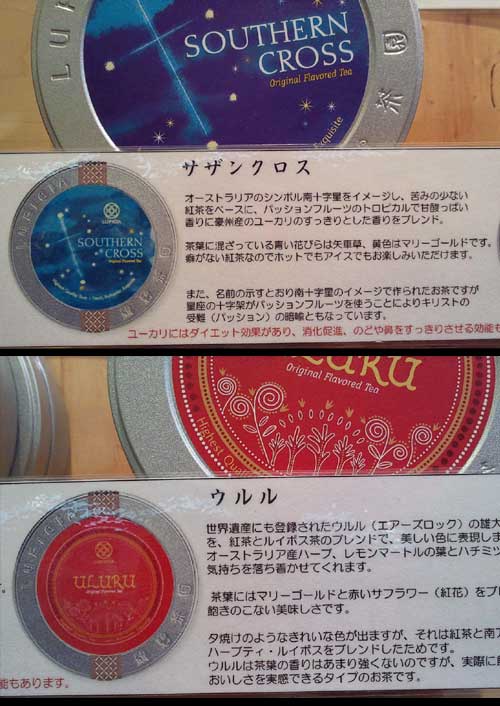 LUPICIA
茶
SOUTHERN
CROSS
Original Flavored Tea
Exquisite
サザンクロス
オーストラリアのシンボル南十字星をイメージし、苦みの少ない
紅茶をベースに、パッションフルーツのトロピカルで甘酸っぱい
香りに豪州産のユーカリのすっきりとした香りをブレンド。
茶葉に混ざっている青い花びらは矢車草、黄色はマリーゴールドです。
癖がない紅茶なのでホットでもアイスでもお楽しみいただけます。
また、名前の示すとおり南十字星のイメージで作られたお茶ですが
星座の十字架がパッションフルーツを使うことによりキリストの
受難（パッション）の暗喩ともなっています。
ユーカリにはダイエット効果があり、消化促進、のどや鼻をすっきりさせる効能も
LUPICIA
SOUTHERN
CROSS
Original Flavored Tea
ULURU
Original Flavored Tea
Highest Qua
ウルル
世界遺産にも登録されたウルル（エアーズロック）の雄大
を、紅茶とルイボス茶のブレンドで、美しい色に表現しま
オーストラリア産ハーブ、レモンマートルの葉とハチミツ
気持ちを落ち着かせてくれます。
茶葉にはマリーゴールドと赤いサフラワー（紅花）をブレ
飽きのこない美味しさです。
夕焼けのようなきれいな色が出ますが、それは紅茶と南ア
ハーブティ・ルイボスをブレンドしたためです。
ウルルは茶葉の香りはあまり強くないのですが、実際に飲
おいしさを実感できるタイプのお茶です。
LUPICIA
ULURU
Original Flavored Tea
能もあります。